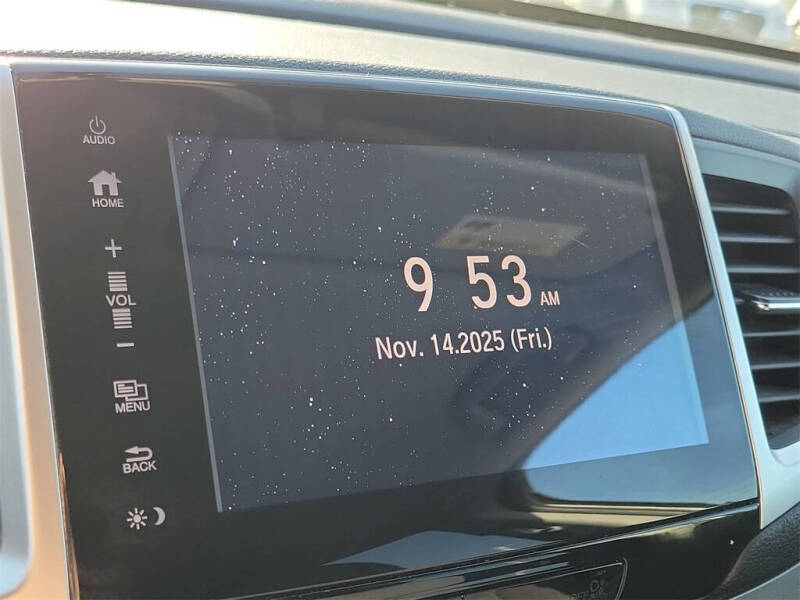 AUDIO
HOME
+
VOL
−
MENU
BACK
9 53 AM
Nov. 14.2025 (Fri.)